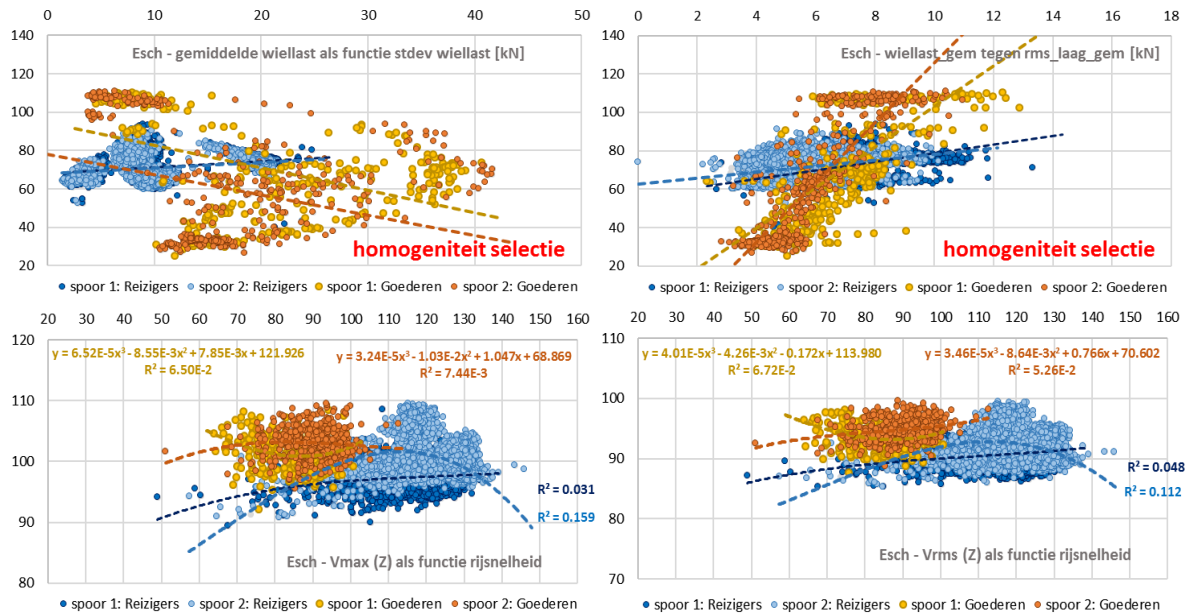 0 10 20 30 40 50
Esch - gemiddelde wiellast als functie stdev wiellast [kN]
140
120
100
80
60
40
20
homogeniteit selectie
spoor 1: Reizigers spoor 2: Reizigers spoor 1: Goederen spoor 2: Goederen
0 2 4 6 8 10 12 14 16 18
Esch - wiellast_gem tegen rms_laag_gem [kN]
140
120
100
80
60
40
20
homogeniteit selectie
spoor 1: Reizigers spoor 2: Reizigers spoor 1: Goederen spoor 2: Goederen
20 30 40 50 60 70 80 90 100 110 120 130 140 150 160
120
110
100
90
80
y = 6.52E-5x³ - 8.55E-3x² + 7.85E-3x + 121.926
R² = 6.50E-2
y = 3.24E-5x³ - 1.03E-2x² + 1.047x + 68.869
R² = 7.44E-3
R² = 0.031
R² = 0.159
Esch - Vmax (Z) als functie rijsnelheid
spoor 1: Reizigers spoor 2: Reizigers spoor 1: Goederen spoor 2: Goederen
20 30 40 50 60 70 80 90 100 110 120 130 140 150 160
110
100
90
80
70
y = 4.01E-5x³ - 4.26E-3x² - 0.172x + 113.980
R² = 6.72E-2
y = 3.46E-5x³ - 8.64E-3x² + 0.766x + 70.602
R² = 5.26E-2
R² = 0.048
R² = 0.112
Esch - Vrms (Z) als functie rijsnelheid
spoor 1: Reizigers spoor 2: Reizigers spoor 1: Goederen spoor 2: Goederen